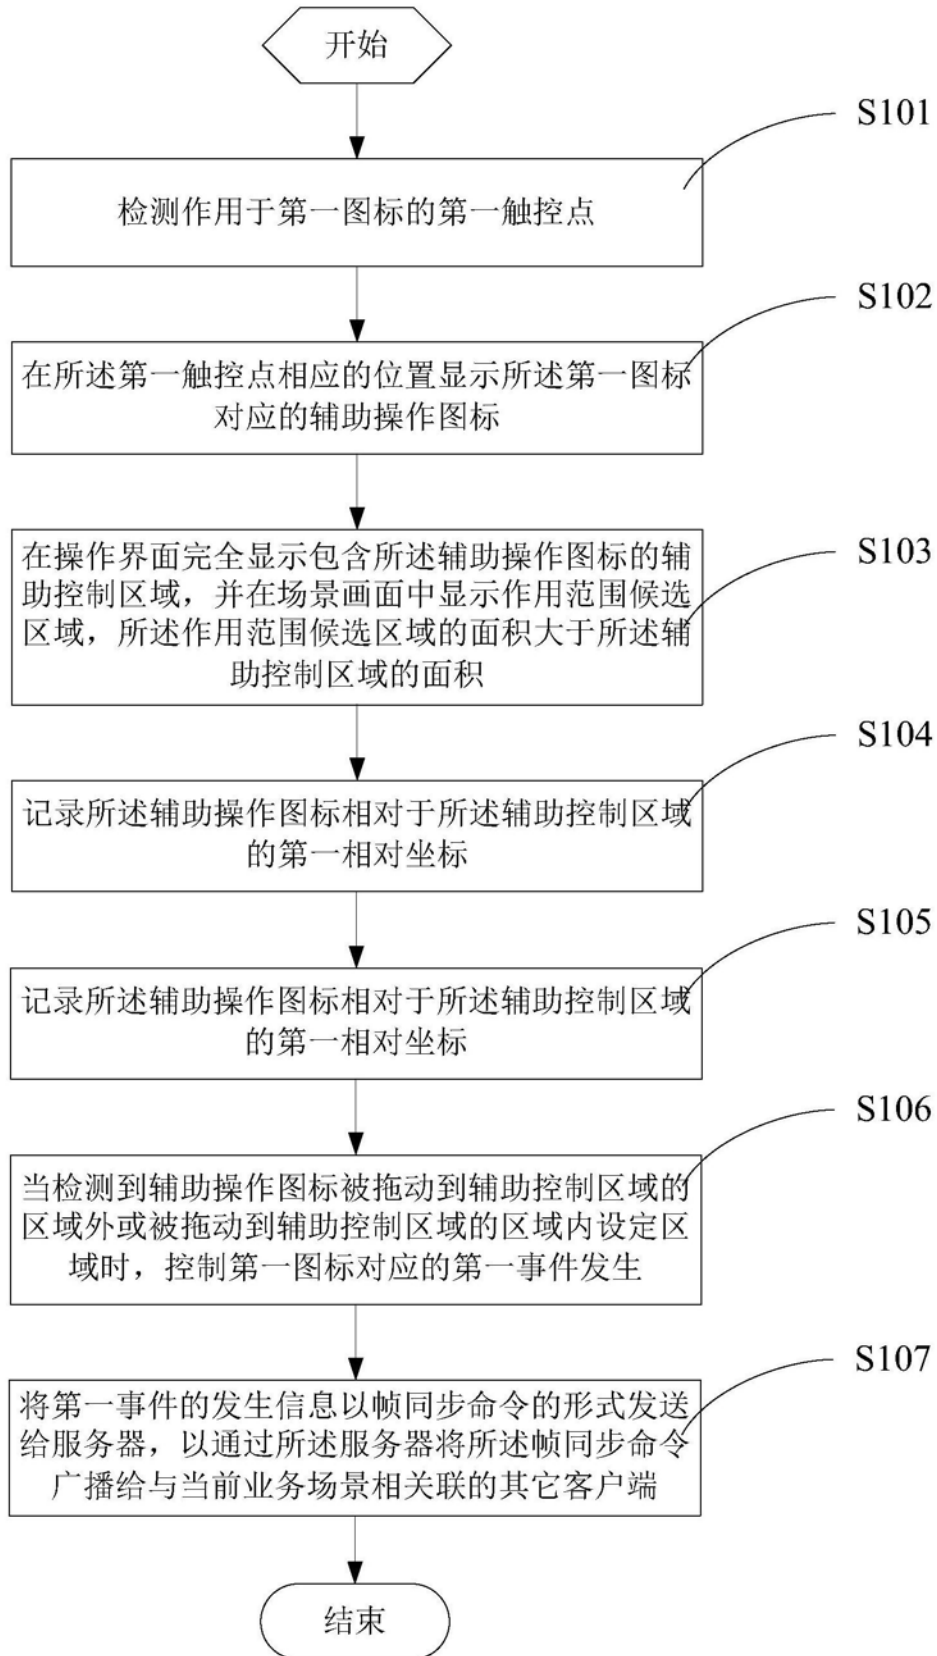 开始
S101
检测作用于第一图标的第一触控点
S102
在所述第一触控点相应的位置显示所述第一图标
对应的辅助操作图标
S103
在操作界面完全显示包含所述辅助操作图标的辅
助控制区域，并在场景画面中显示作用范围候选
区域，所述作用范围候选区域的面积大于所述辅
助控制区域的面积
S104
记录所述辅助操作图标相对于所述辅助控制区域
的第一相对坐标
S105
记录所述辅助操作图标相对于所述辅助控制区域
的第一相对坐标
S106
当检测到辅助操作图标被拖动到辅助控制区域的
区域外或被拖动到辅助控制区域的区域内设定区
域时，控制第一图标对应的第一事件发生
S107
将第一事件的发生信息以帧同步命令的形式发送
给服务器，以通过所述服务器将所述帧同步命令
广播给与当前业务场景相关联的其它客户端
结束